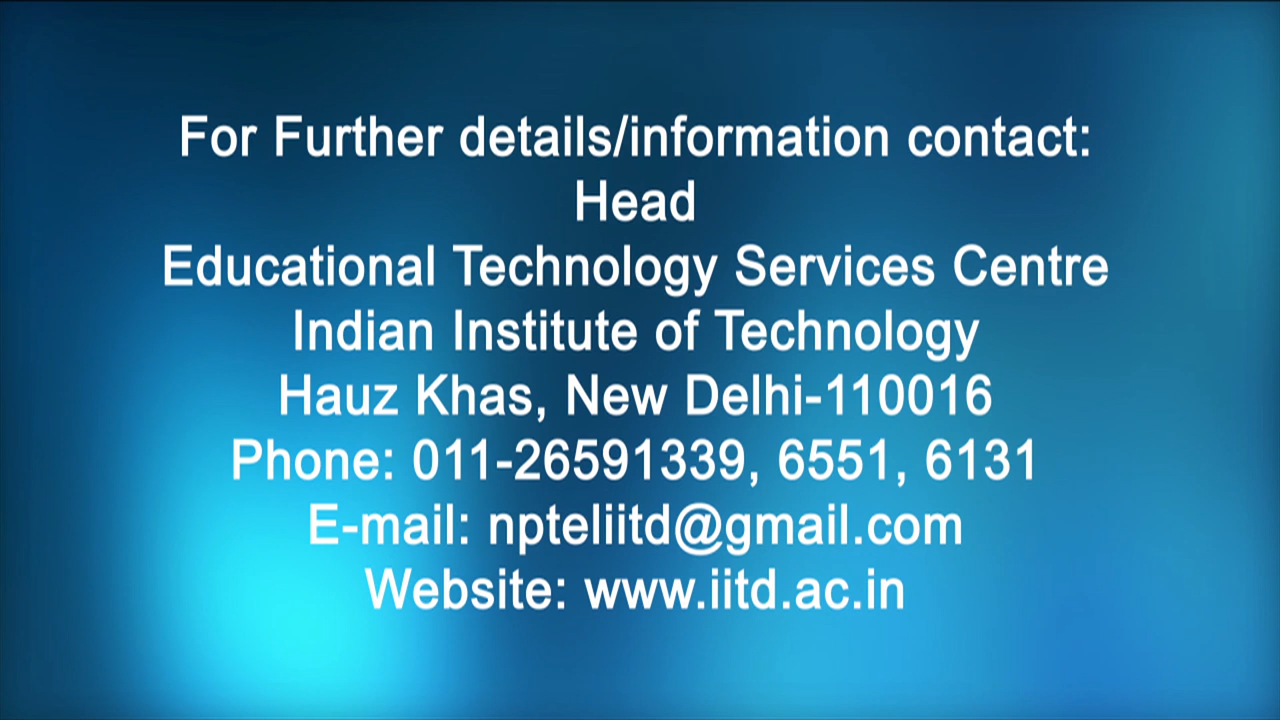 For Further details/information contact:
Head
Educational Technology Services Centre
Indian Institute of Technology
Hauz Khas, New Delhi-110016
Phone: 011-26591339, 6551, 6131
E-mail: npteliitd@gmail.com
Website: www.iitd.ac.in